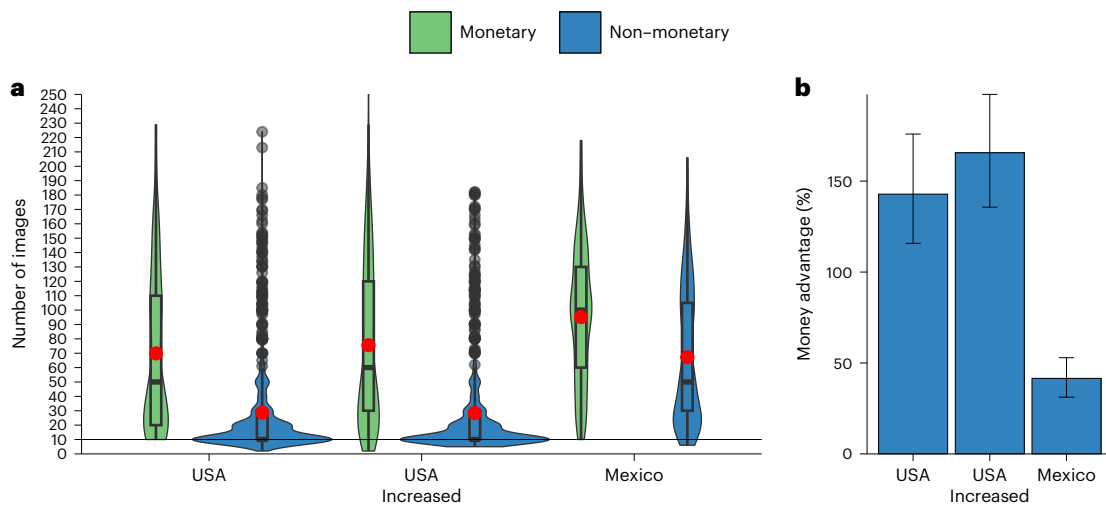 Monetary
Non–monetary
a
Number of images
250
240
230
220
210
200
190
180
170
160
150
140
130
120
110
100
90
80
70
60
50
40
30
20
10
0
USA
USA
Increased
Mexico
b
Money advantage (%)
150
100
50
0
USA
USA
Increased
Mexico